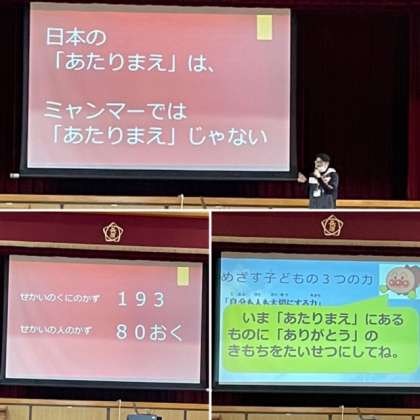 日本の
「あたりまえ」は、
ミャンマーでは
「あたりまえ」じゃない
せかいのくにのかず　１９３
せかいの人のかず　８０おく
めざす子どもの３つの力
「自分も人も大切にする力」
いま「あたりまえ」にある
ものに「ありがとう」の
きもちをたいせつにしてね。